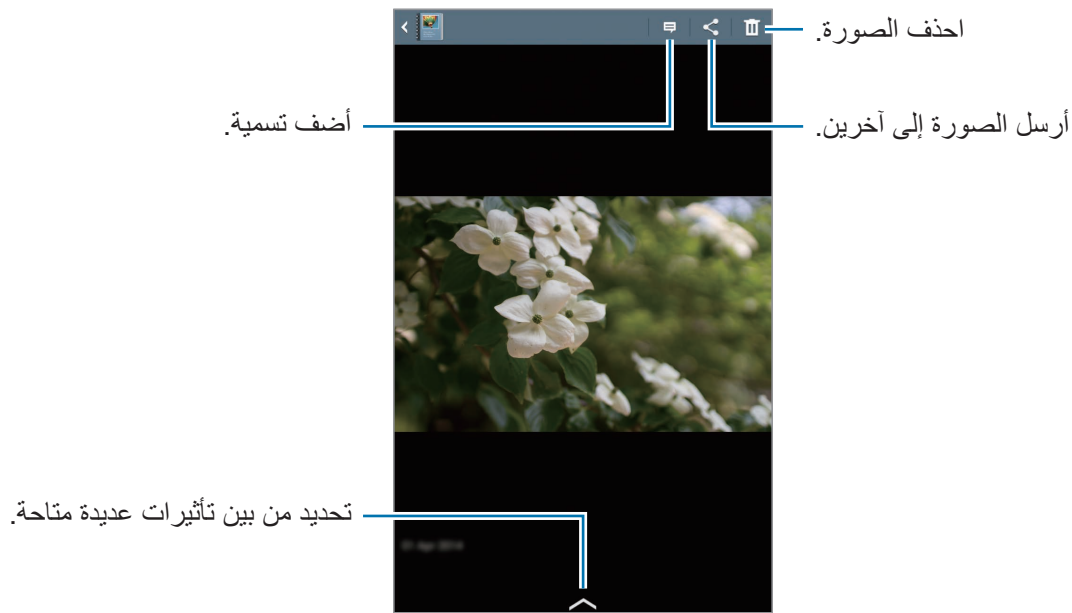 احذف الصورة.
أرسل الصورة إلى آخرين.
أضف تسمية.
تحديد من بين تأثيرات عديدة متاحة.